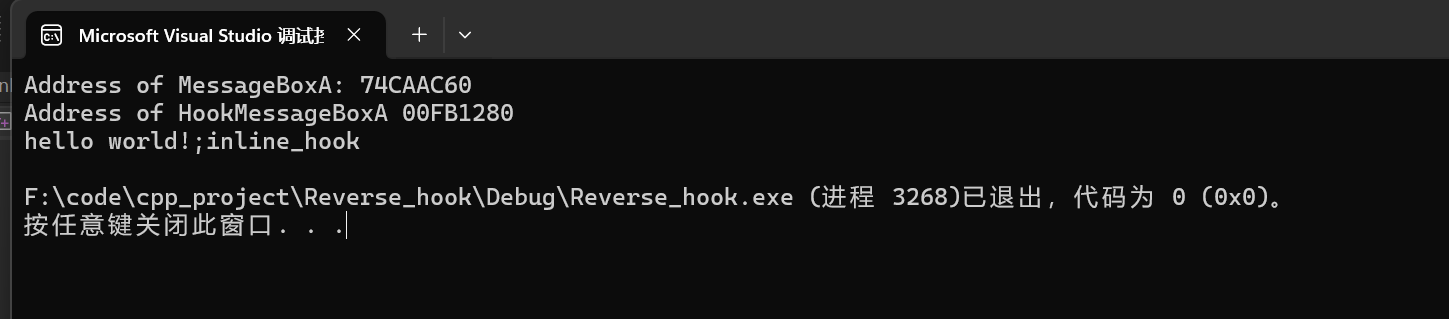 Microsoft Visual Studio 调试控
Address of MessageBoxA: 74CAAC60
Address of HookMessageBoxA 00FB1280
hello world!;inline_hook
F:\code\cpp_project\Reverse_hook\Debug\Reverse_hook.exe (进程 3268)已退出，代码为 0 (0x0)。
按任意键关闭此窗口. . .